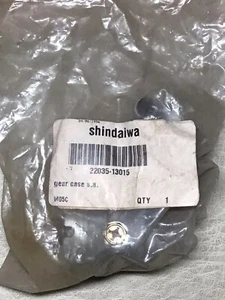 shindaiwa
22035-13015
gear case s.a.
QTY 1